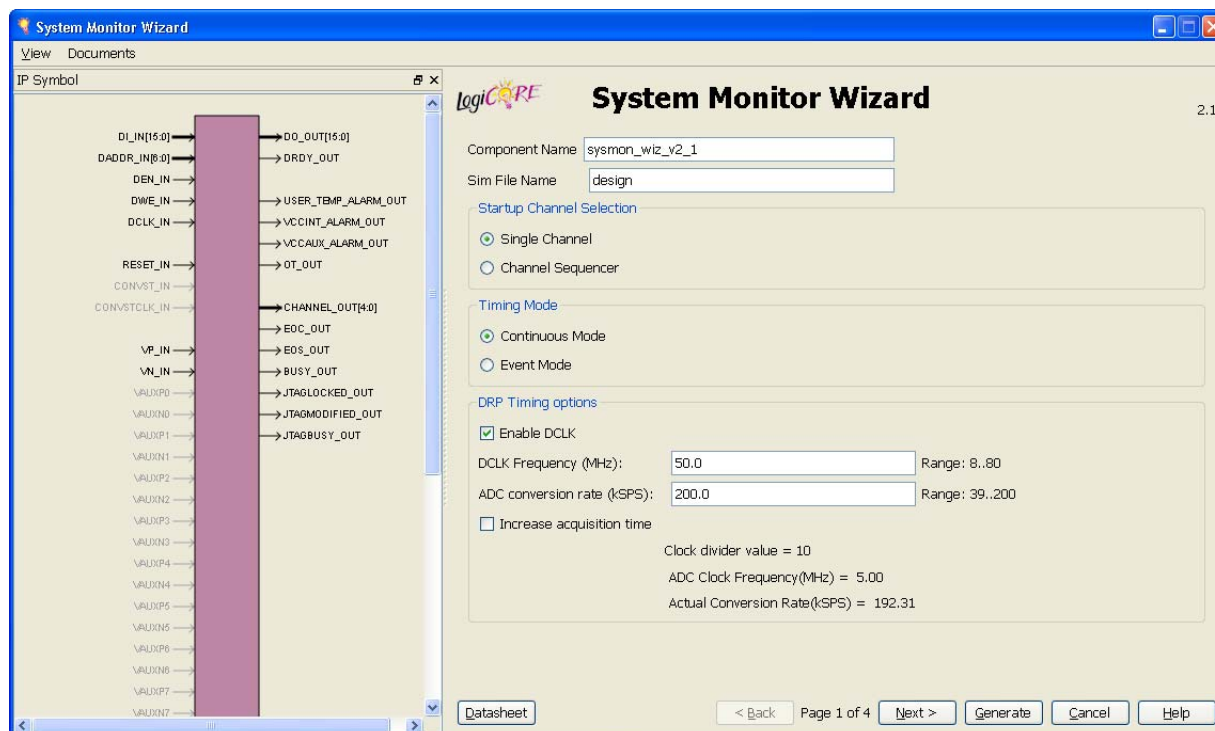 System Monitor Wizard
View Documents
IP Symbol
DI_IN[15:0]
DADDR_IN[6:0]
DEN_IN
DWE_IN
DCLK_IN
RESET_IN
CONVST_IN
CONVSTCLK_IN
VP_IN
VN_IN
VAUXP0
VAUXN0
VAUXP1
VAUXN1
VAUXP2
VAUXN2
VAUXP3
VAUXN3
VAUXP4
VAUXN4
VAUXP5
VAUXN5
VAUXP6
VAUXN6
VAUXP7
VAUXN7
DO_OUT[15:0]
DRDY_OUT
USER_TEMP_ALARM_OUT
VCCINT_ALARM_OUT
VCCAUX_ALARM_OUT
OT_OUT
CHANNEL_OUT[4:0]
EOC_OUT
EOS_OUT
BUSY_OUT
JTAGLOCKED_OUT
JTAGMODIFIED_OUT
JTAGBUSY_OUT
logiCORE
System Monitor Wizard
2.1
Component Name sysmon_wiz_v2_1
Sim File Name design
Startup Channel Selection
Single Channel
Channel Sequencer
Timing Mode
Continuous Mode
Event Mode
DRP Timing options
Enable DCLK
DCLK Frequency (MHz): 50.0 Range: 8..80
ADC conversion rate (kSPS): 200.0 Range: 39..200
Increase acquisition time
Clock divider value = 10
ADC Clock Frequency(MHz) = 5.00
Actual Conversion Rate(kSPS) = 192.31
Datasheet < Back Page 1 of 4 Next > Generate Cancel Help